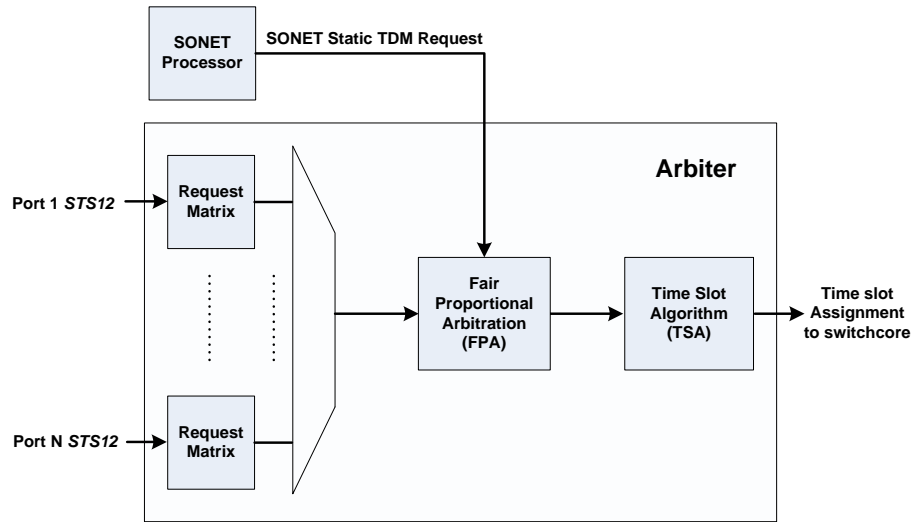 SONET
Processor
SONET Static TDM Request
Arbiter
Port 1 STS12
Request
Matrix
Fair
Proportional
Arbitration
(FPA)
Time Slot
Algorithm
(TSA)
Time slot
Assignment
to switchcore
Port N STS12
Request
Matrix